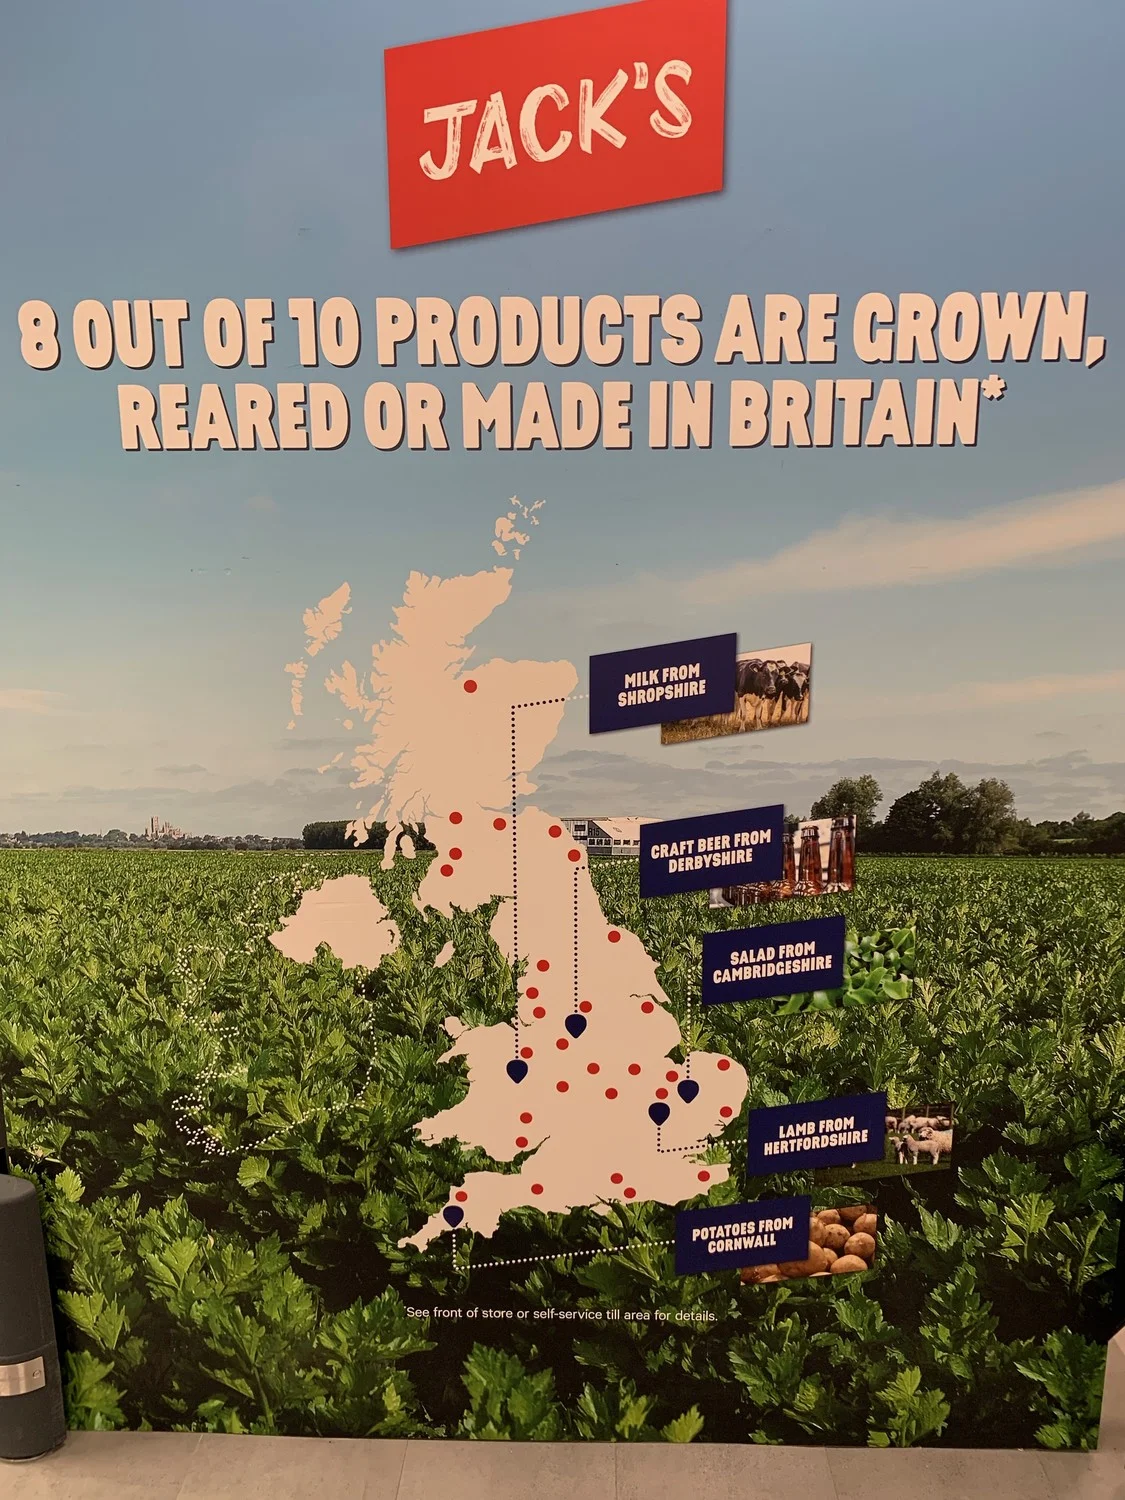 JACK'S
8 OUT OF 10 PRODUCTS ARE GROWN,
REARED OR MADE IN BRITAIN*
MILK FROM
SHROPSHIRE
CRAFT BEER FROM
DERBYSHIRE
SALAD FROM
CAMBRIDGESHIRE
LAMB FROM
HERTFORDSHIRE
POTATOES FROM
CORNWALL
*See front of store or self-service till area for details.